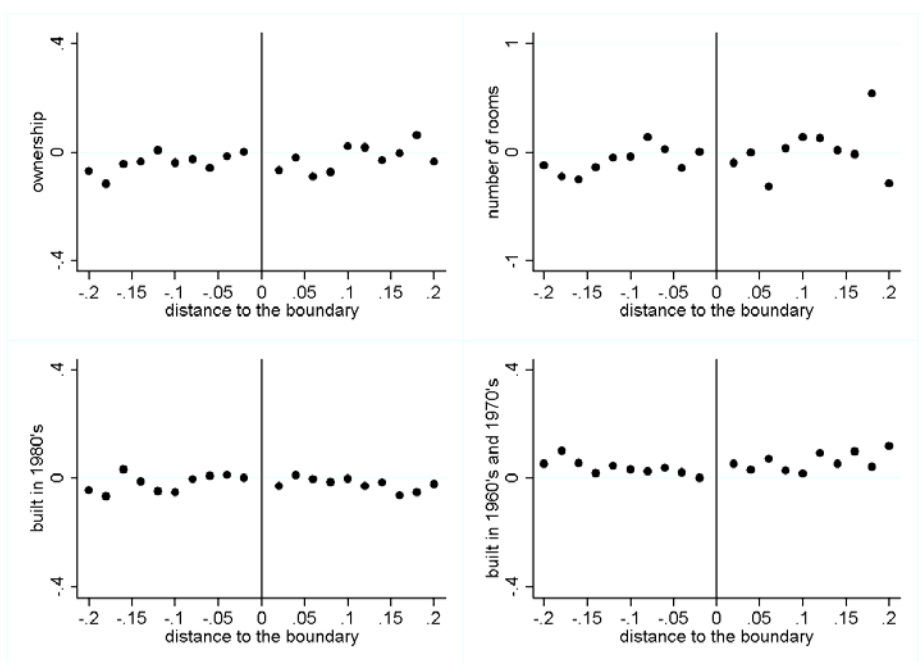 ownership
.4
0
-.4
-.2 -.15 -.1 -.05 0 .05 .1 .15 .2
distance to the boundary
number of rooms
1
0
-1
-.2 -.15 -.1 -.05 0 .05 .1 .15 .2
distance to the boundary
built in 1980's
.4
0
-.4
-.2 -.15 -.1 -.05 0 .05 .1 .15 .2
distance to the boundary
built in 1960's and 1970's
.4
0
-.4
-.2 -.15 -.1 -.05 0 .05 .1 .15 .2
distance to the boundary